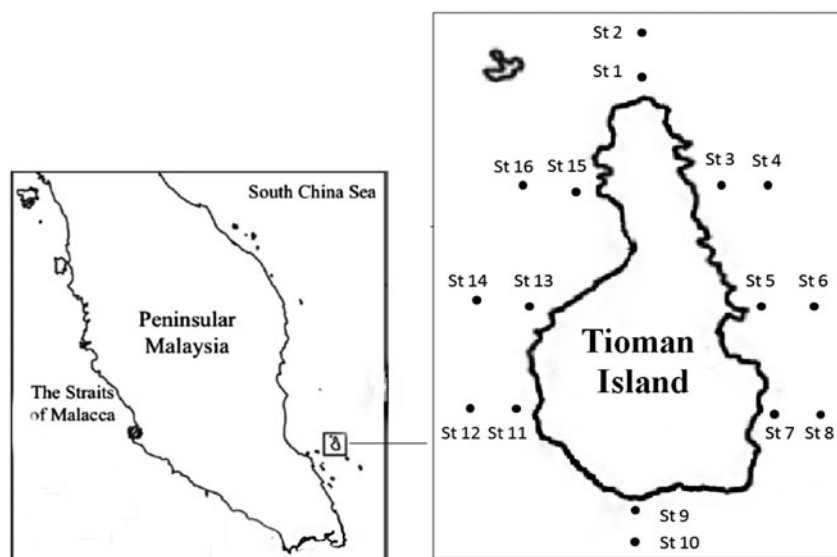 South China Sea
Peninsular
Malaysia
The Straits
of Malacca
St 2
St 1
St 16
St 15
St 3
St 4
St 14
St 13
St 5
St 6
Tioman
Island
St 12
St 11
St 7
St 8
St 9
St 10